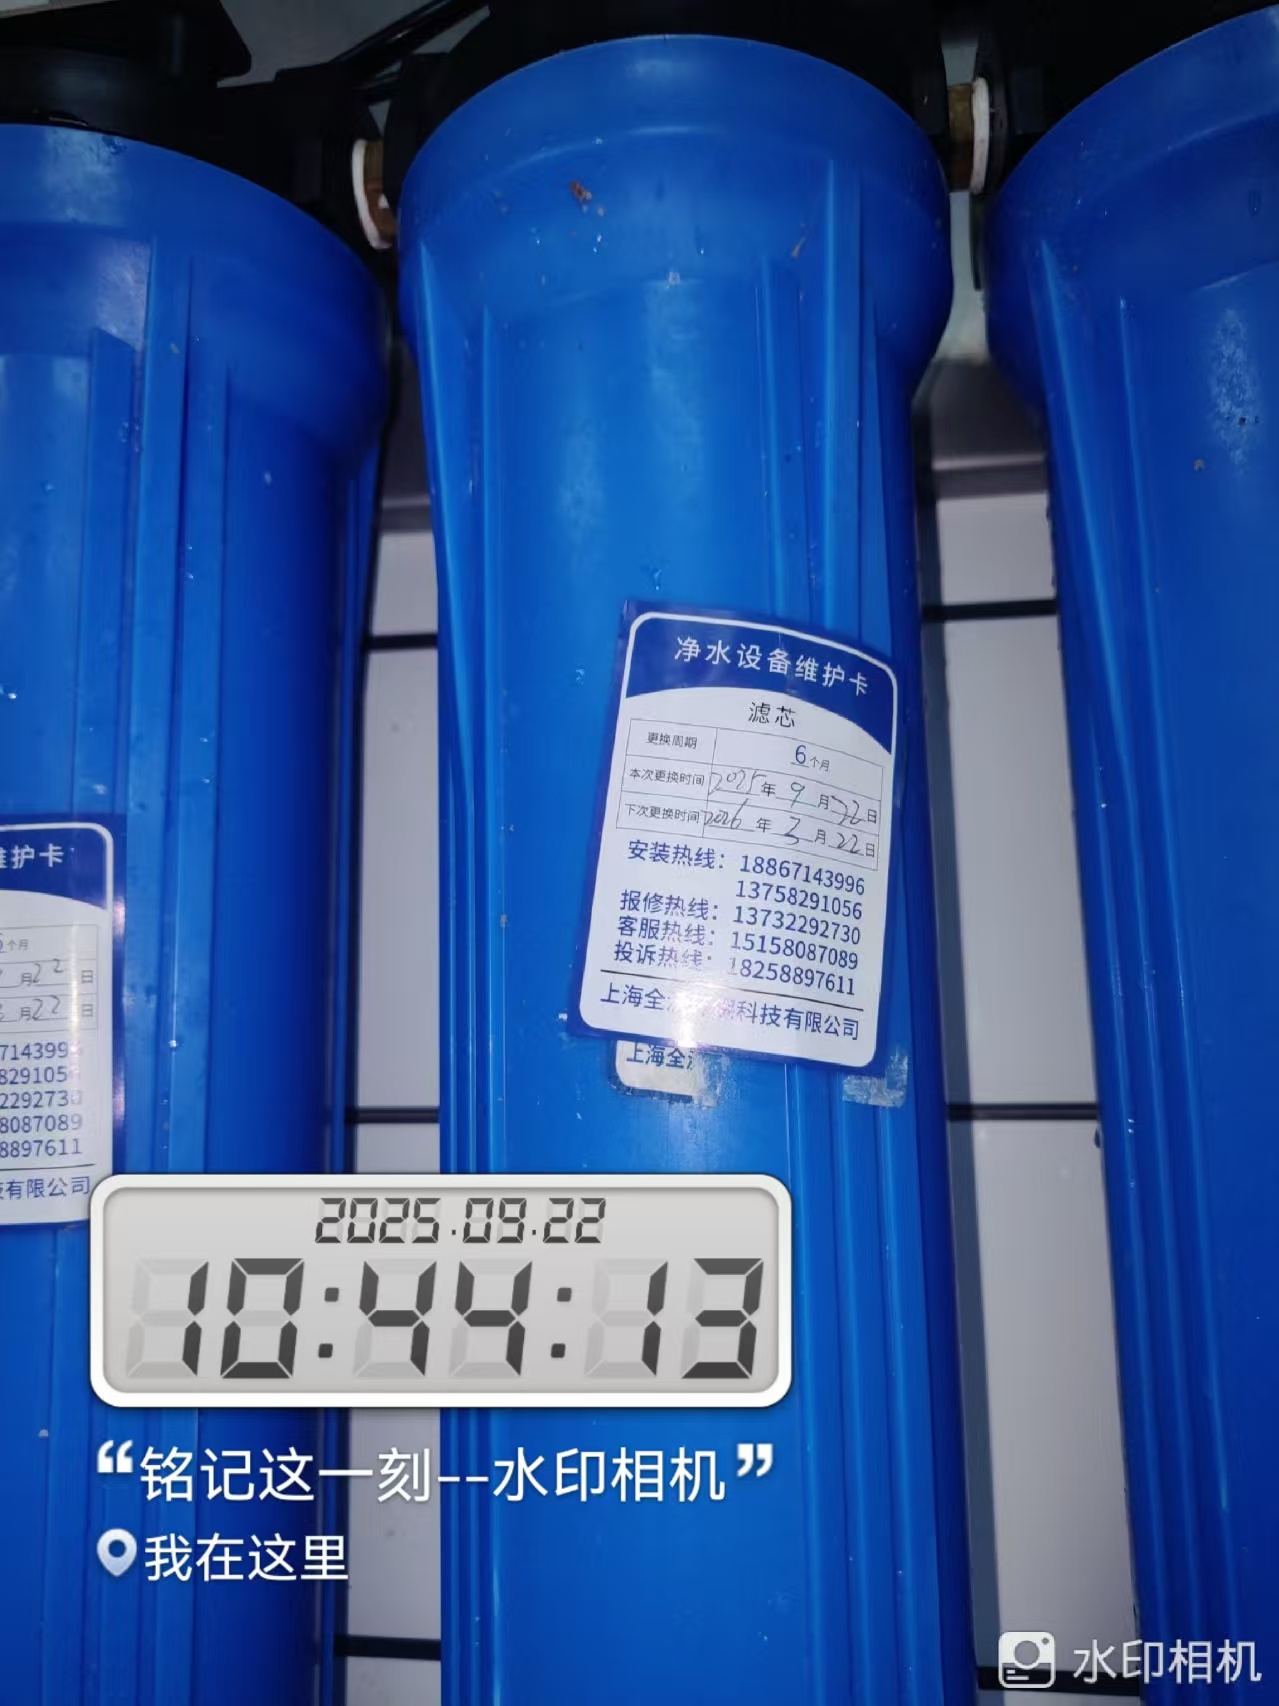 净水设备维护卡
滤芯
更换周期 6个月
本次更换时间 2025年9月22日
下次更换时间 2026年3月22日
安装热线：18867143996
13758291056
报修热线：13732292730
客服热线：15158087089
投诉热线：18258897611
上海全 科技有限公司
上海全
维护卡
6个月
月22日
3月22日
7143996
829105
229273
8087089
8897611
技有限公司
2025.09.22
10:44:13
“铭记这一刻--水印相机”
我在这里
水印相机